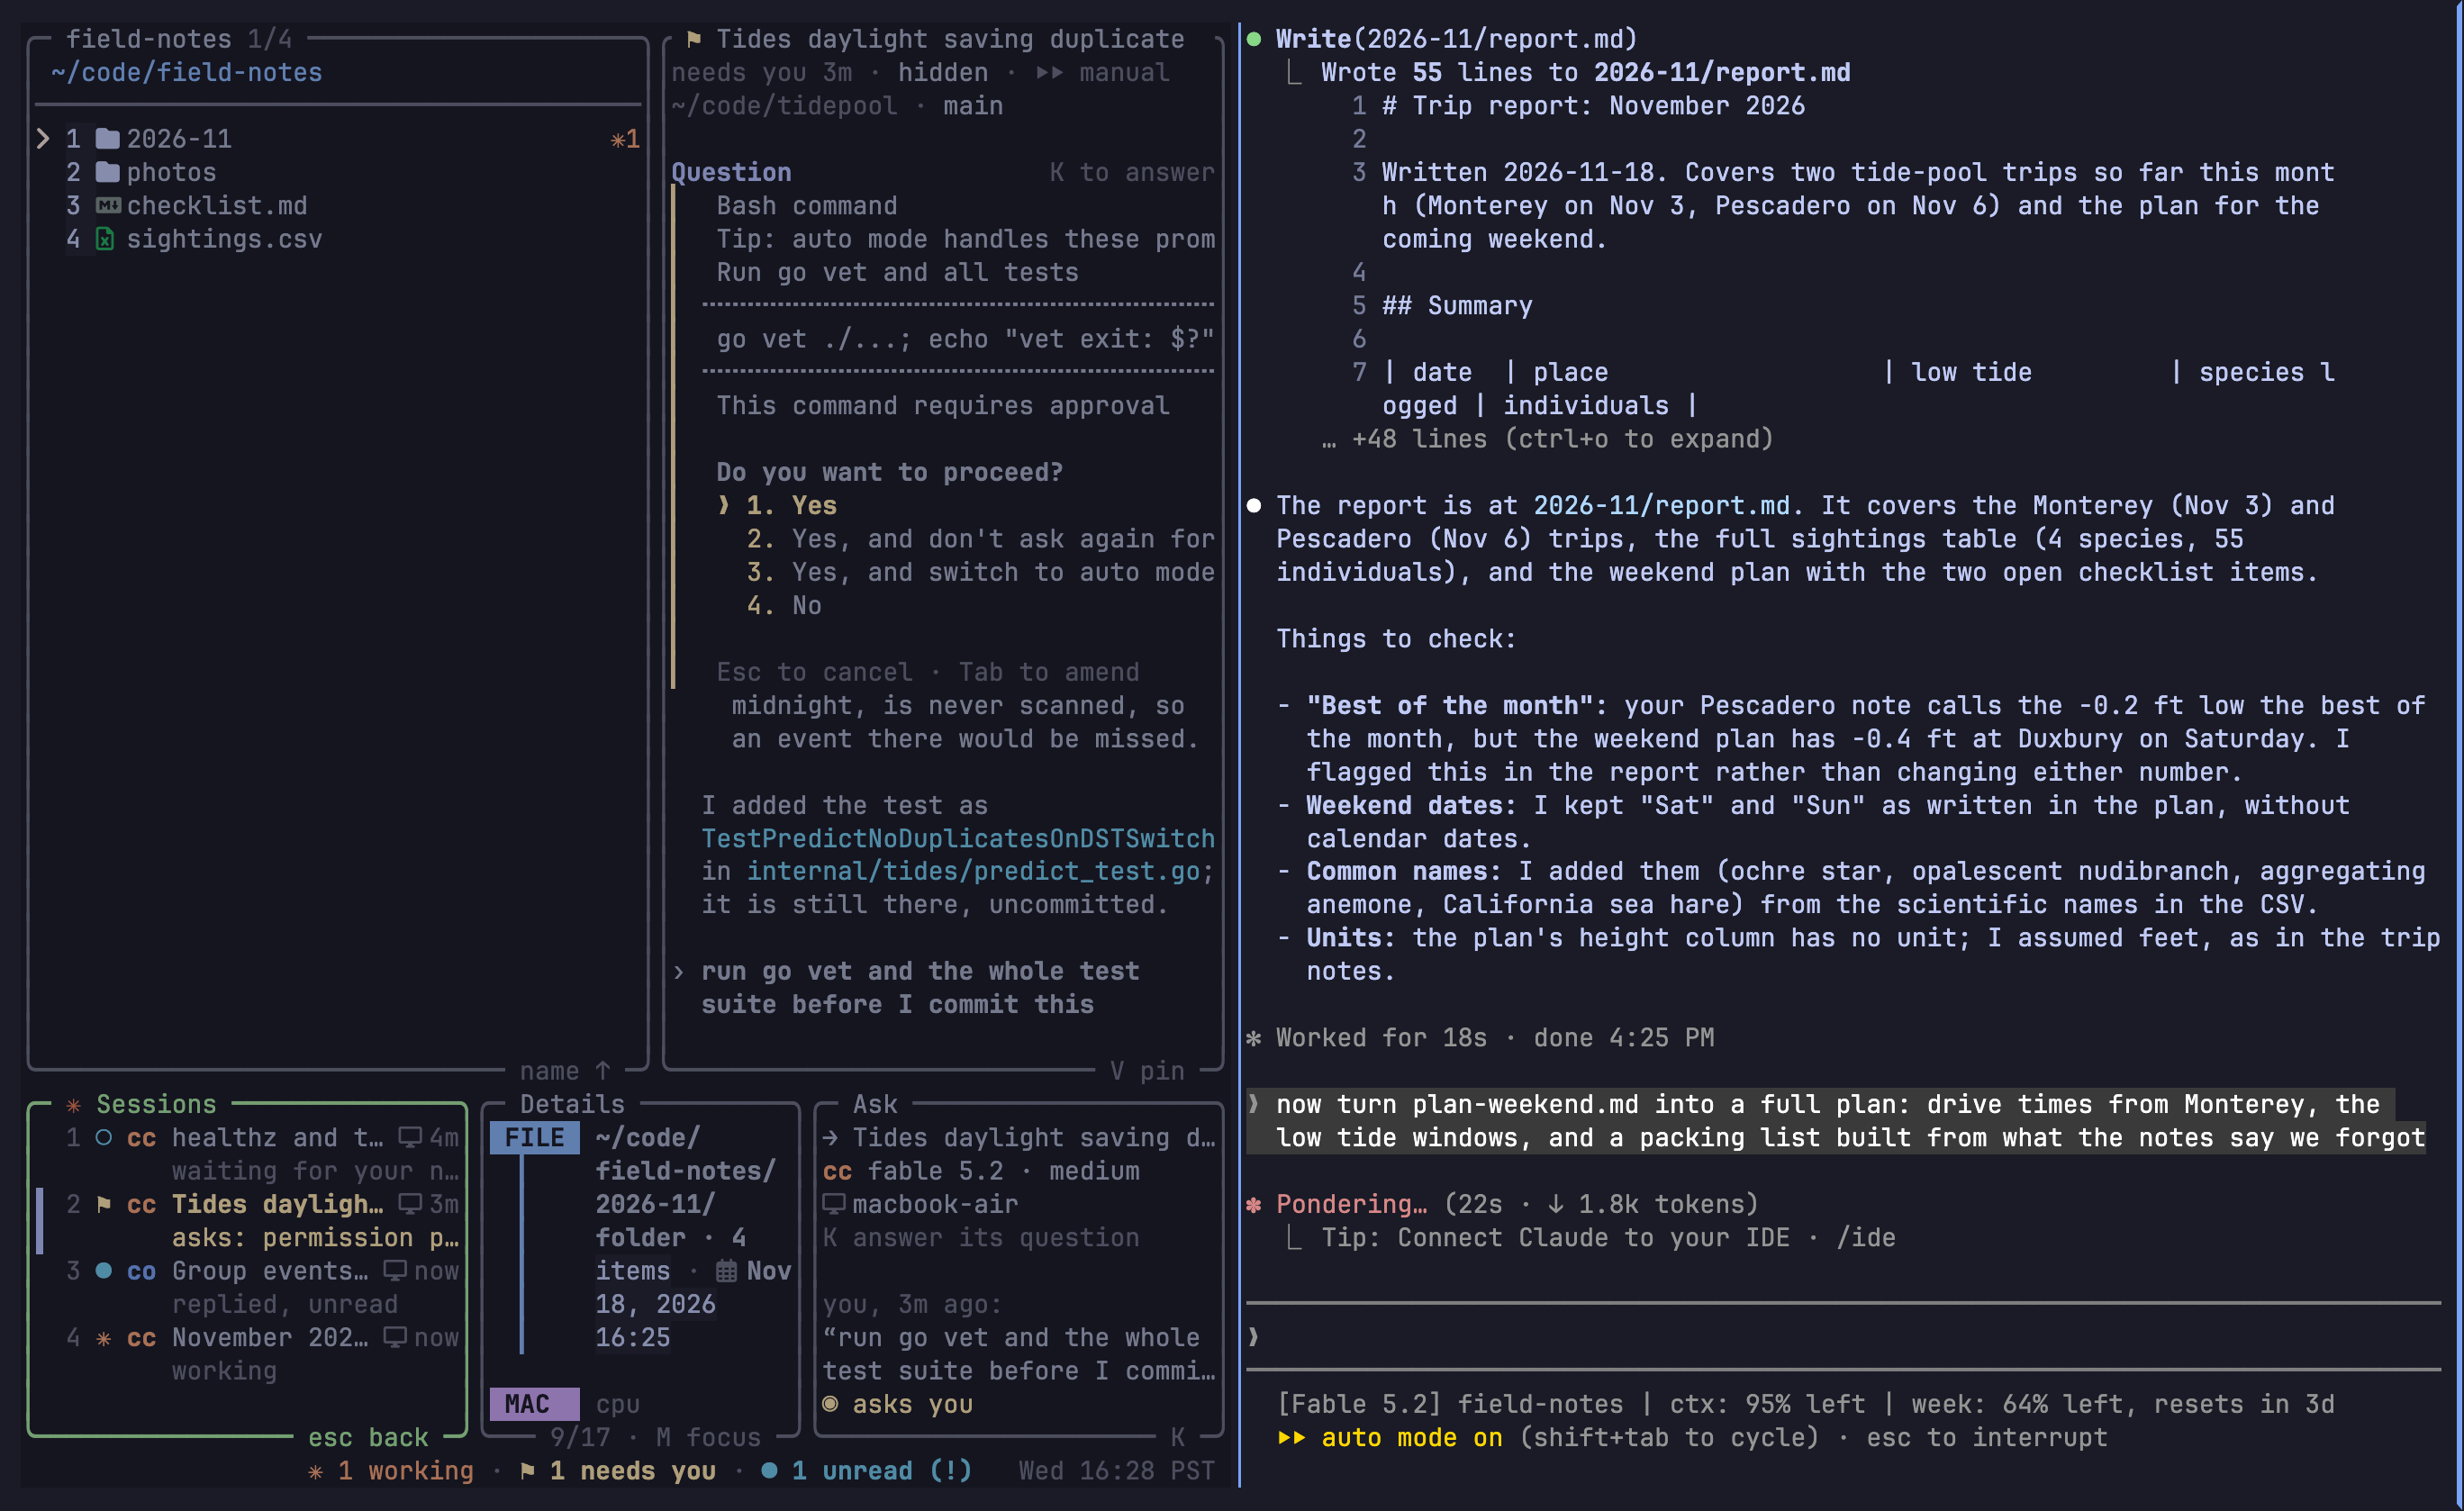 field-notes 1/4
~/code/field-notes
1 2026-11 ✳1
2 photos
3 checklist.md
4 sightings.csv
name ↑
⚑ Tides daylight saving duplicate
needs you 3m · hidden · ▸▸ manual
~/code/tidepool · main
Question K to answer
Bash command
Tip: auto mode handles these prom
Run go vet and all tests
go vet ./...; echo "vet exit: $?"
This command requires approval
Do you want to proceed?
❯ 1. Yes
2. Yes, and don't ask again for
3. Yes, and switch to auto mode
4. No
Esc to cancel · Tab to amend
midnight, is never scanned, so
an event there would be missed.
I added the test as
TestPredictNoDuplicatesOnDSTSwitch
in internal/tides/predict_test.go;
it is still there, uncommitted.
› run go vet and the whole test
suite before I commit this
V pin
✳ Sessions
1 ○ cc healthz and t… 4m
waiting for your n…
2 ⚑ cc Tides dayligh… 3m
asks: permission p…
3 ● co Group events… now
replied, unread
4 ✳ cc November 202… now
working
esc back
Details
FILE ~/code/
field-notes/
2026-11/
folder · 4
items · Nov
18, 2026
16:25
MAC cpu
9/17 · M focus
Ask
→ Tides daylight saving d…
cc fable 5.2 · medium
macbook-air
K answer its question
you, 3m ago:
“run go vet and the whole
test suite before I commi…
◉ asks you
K
✳ 1 working · ⚑ 1 needs you · ● 1 unread (!) Wed 16:28 PST
● Write(2026-11/report.md)
⎿ Wrote 55 lines to 2026-11/report.md
1 # Trip report: November 2026
2
3 Written 2026-11-18. Covers two tide-pool trips so far this mont
h (Monterey on Nov 3, Pescadero on Nov 6) and the plan for the
coming weekend.
4
5 ## Summary
6
7 | date | place | low tide | species l
ogged | individuals |
… +48 lines (ctrl+o to expand)
● The report is at 2026-11/report.md. It covers the Monterey (Nov 3) and
Pescadero (Nov 6) trips, the full sightings table (4 species, 55
individuals), and the weekend plan with the two open checklist items.
Things to check:
- "Best of the month": your Pescadero note calls the -0.2 ft low the best of
the month, but the weekend plan has -0.4 ft at Duxbury on Saturday. I
flagged this in the report rather than changing either number.
- Weekend dates: I kept "Sat" and "Sun" as written in the plan, without
calendar dates.
- Common names: I added them (ochre star, opalescent nudibranch, aggregating
anemone, California sea hare) from the scientific names in the CSV.
- Units: the plan's height column has no unit; I assumed feet, as in the trip
notes.
✻ Worked for 18s · done 4:25 PM
❯ now turn plan-weekend.md into a full plan: drive times from Monterey, the
low tide windows, and a packing list built from what the notes say we forgot
✽ Pondering… (22s · ↓ 1.8k tokens)
⎿ Tip: Connect Claude to your IDE · /ide
❯
[Fable 5.2] field-notes | ctx: 95% left | week: 64% left, resets in 3d
▸▸ auto mode on (shift+tab to cycle) · esc to interrupt